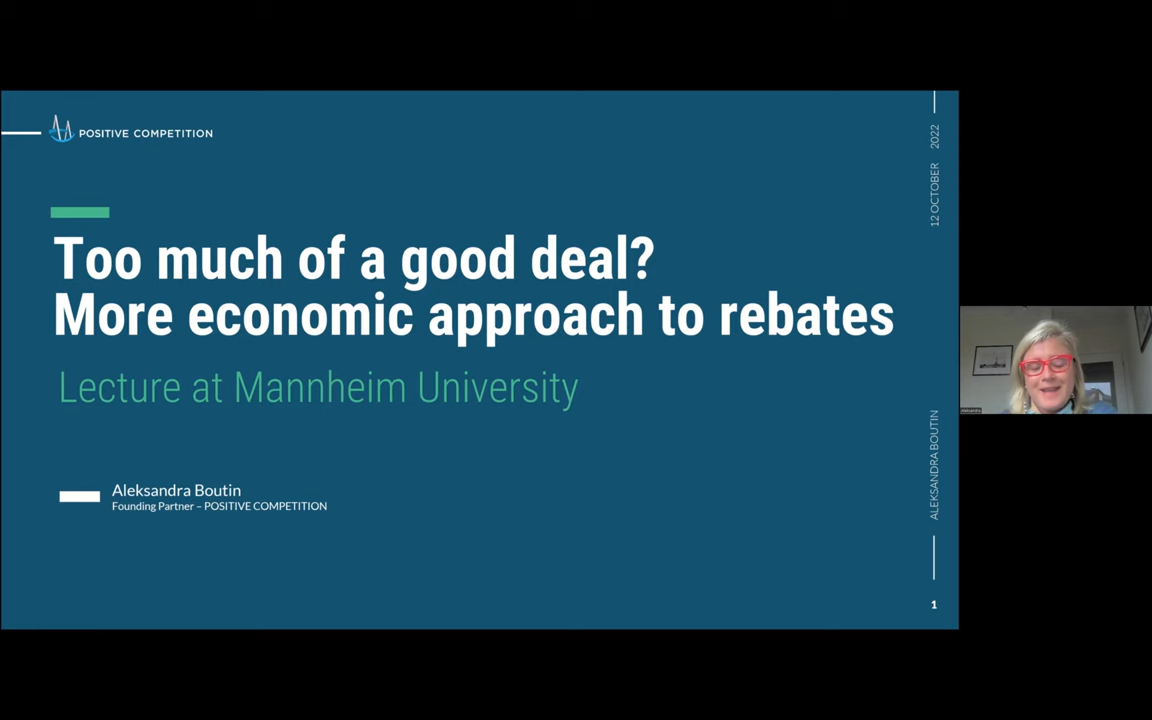 POSITIVE COMPETITION
12 OCTOBER 2022
Too much of a good deal?
More economic approach to rebates
Lecture at Mannheim University
Aleksandra Boutin
Founding Partner – POSITIVE COMPETITION
ALEKSANDRA BOUTIN
1
Aleksandra